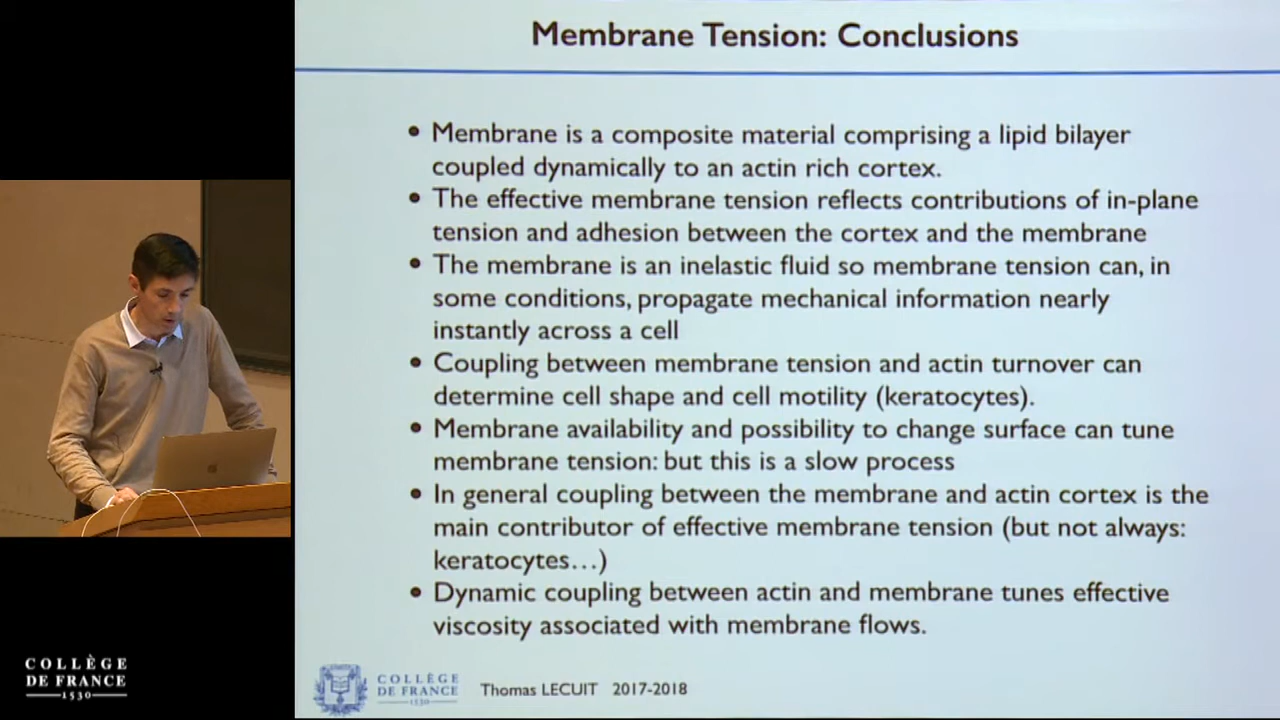 Membrane Tension: Conclusions
• Membrane is a composite material comprising a lipid bilayer
coupled dynamically to an actin rich cortex.
• The effective membrane tension reflects contributions of in-plane
tension and adhesion between the cortex and the membrane
• The membrane is an inelastic fluid so membrane tension can, in
some conditions, propagate mechanical information nearly
instantly across a cell
• Coupling between membrane tension and actin turnover can
determine cell shape and cell motility (keratocytes).
• Membrane availability and possibility to change surface can tune
membrane tension: but this is a slow process
• In general coupling between the membrane and actin cortex is the
main contributor of effective membrane tension (but not always:
keratocytes...)
• Dynamic coupling between actin and membrane tunes effective
viscosity associated with membrane flows.
COLLÈGE
DE FRANCE
1530
COLLÈGE
DE FRANCE
1530
Thomas LECUIT 2017-2018